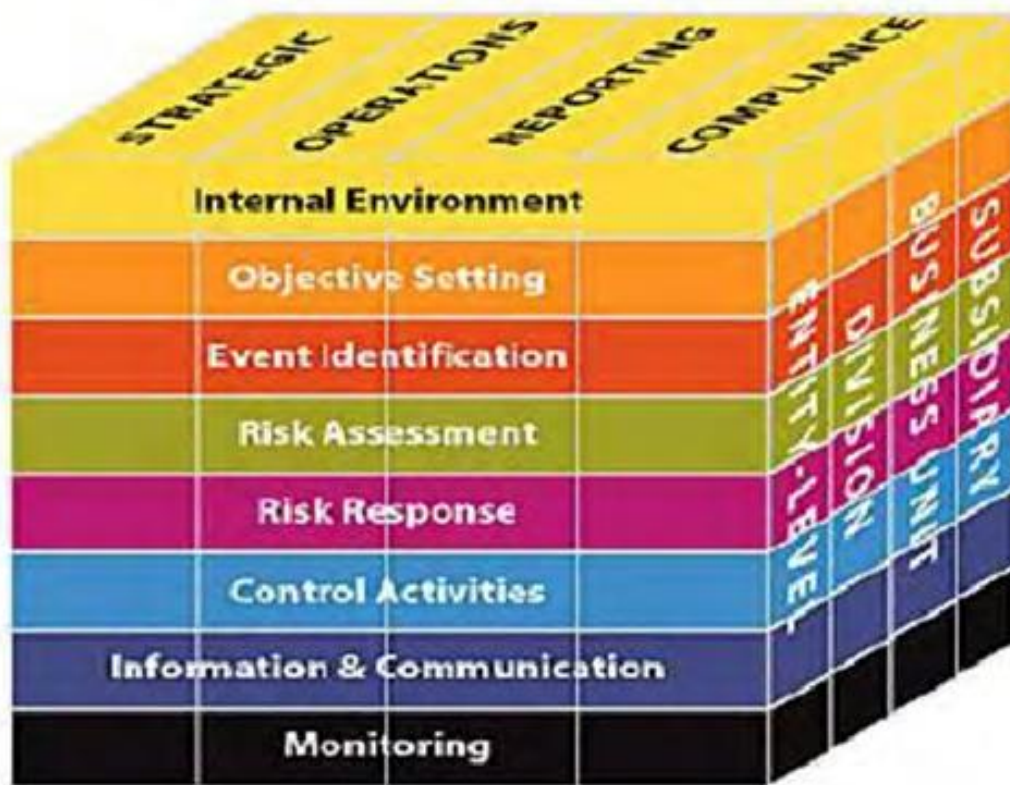 STRATEGIC
OPERATIONS
REPORTING
COMPLIANCE
Internal Environment
Objective Setting
Event Identification
Risk Assessment
Risk Response
Control Activities
Information & Communication
Monitoring
ENTITY-LEVEL
DIVISION
BUSINESS UNIT
SUBSIDIRRY